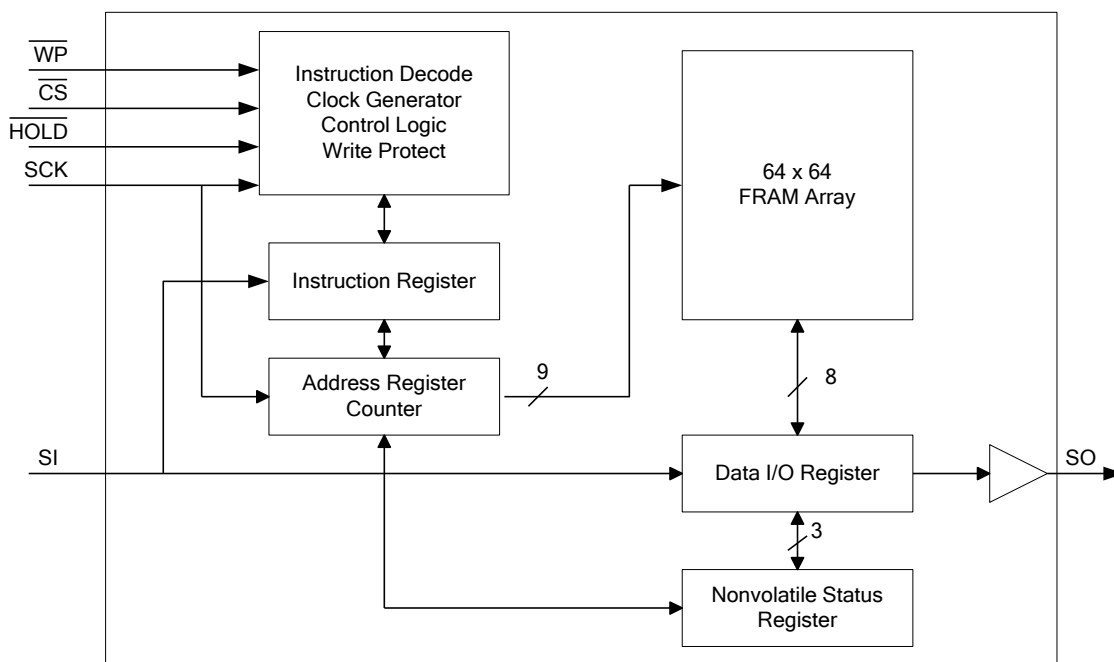 WP
CS
HOLD
SCK
Instruction Decode
Clock Generator
Control Logic
Write Protect
64 x 64
FRAM Array
Instruction Register
Address Register
Counter
9
8
SI
Data I/O Register
SO
3
Nonvolatile Status
Register